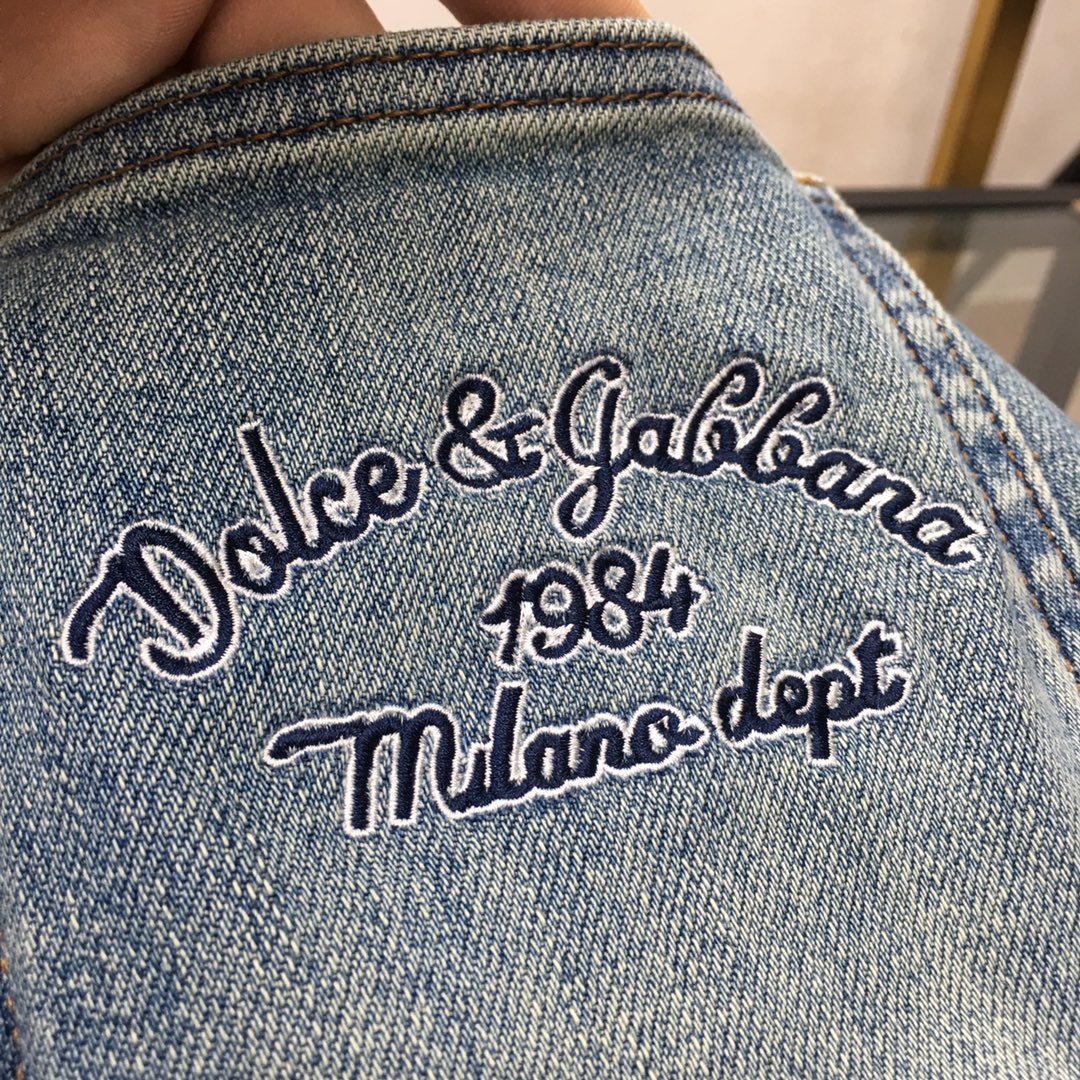 Dolce & Gabbana
1984
Milano dept